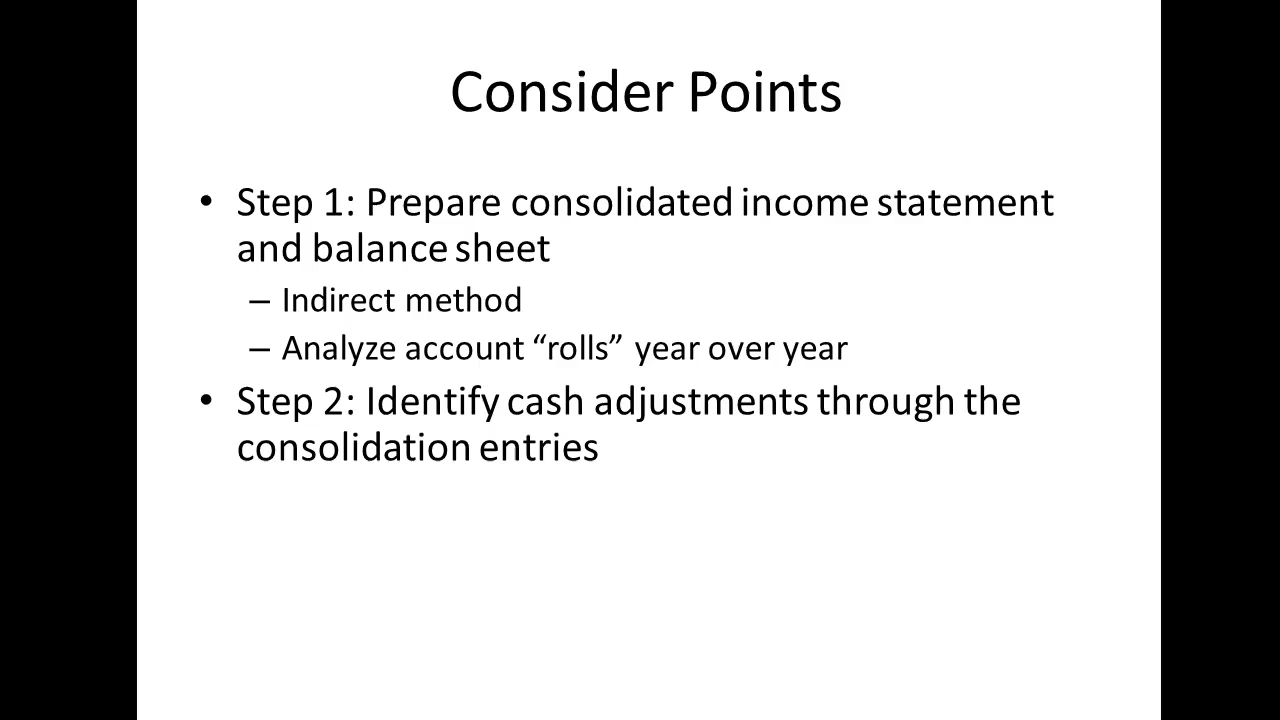 Consider Points
• Step 1: Prepare consolidated income statement
and balance sheet
– Indirect method
– Analyze account “rolls” year over year
• Step 2: Identify cash adjustments through the
consolidation entries